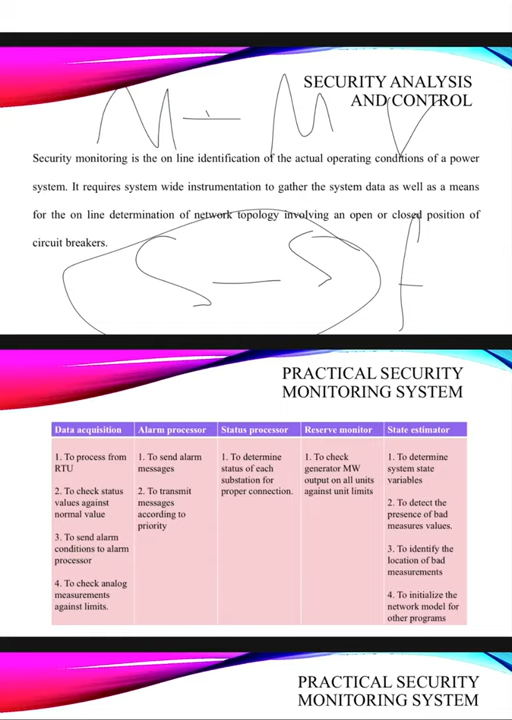 SECURITY ANALYSIS
AND CONTROL
Security monitoring is the on line identification of the actual operating conditions of a power
system. It requires system wide instrumentation to gather the system data as well as a means
for the on line determination of network topology involving an open or closed position of
circuit breakers.
PRACTICAL SECURITY
MONITORING SYSTEM
Data acquisition
1. To process from
RTU
2. To check status
values against
normal value
3. To send alarm
conditions to alarm
processor
4. To check analog
measurements
against limits.
Alarm processor
1. To send alarm
messages
2. To transmit
messages
according to
priority
Status processor
1. To determine
status of each
substation for
proper connection.
Reserve monitor
1. To check
generator MW
output on all units
against unit limits
State estimator
1. To determine
system state
variables
2. To detect the
presence of bad
measures values.
3. To identify the
location of bad
measurements
4. To initialize the
network model for
other programs
PRACTICAL SECURITY
MONITORING SYSTEM